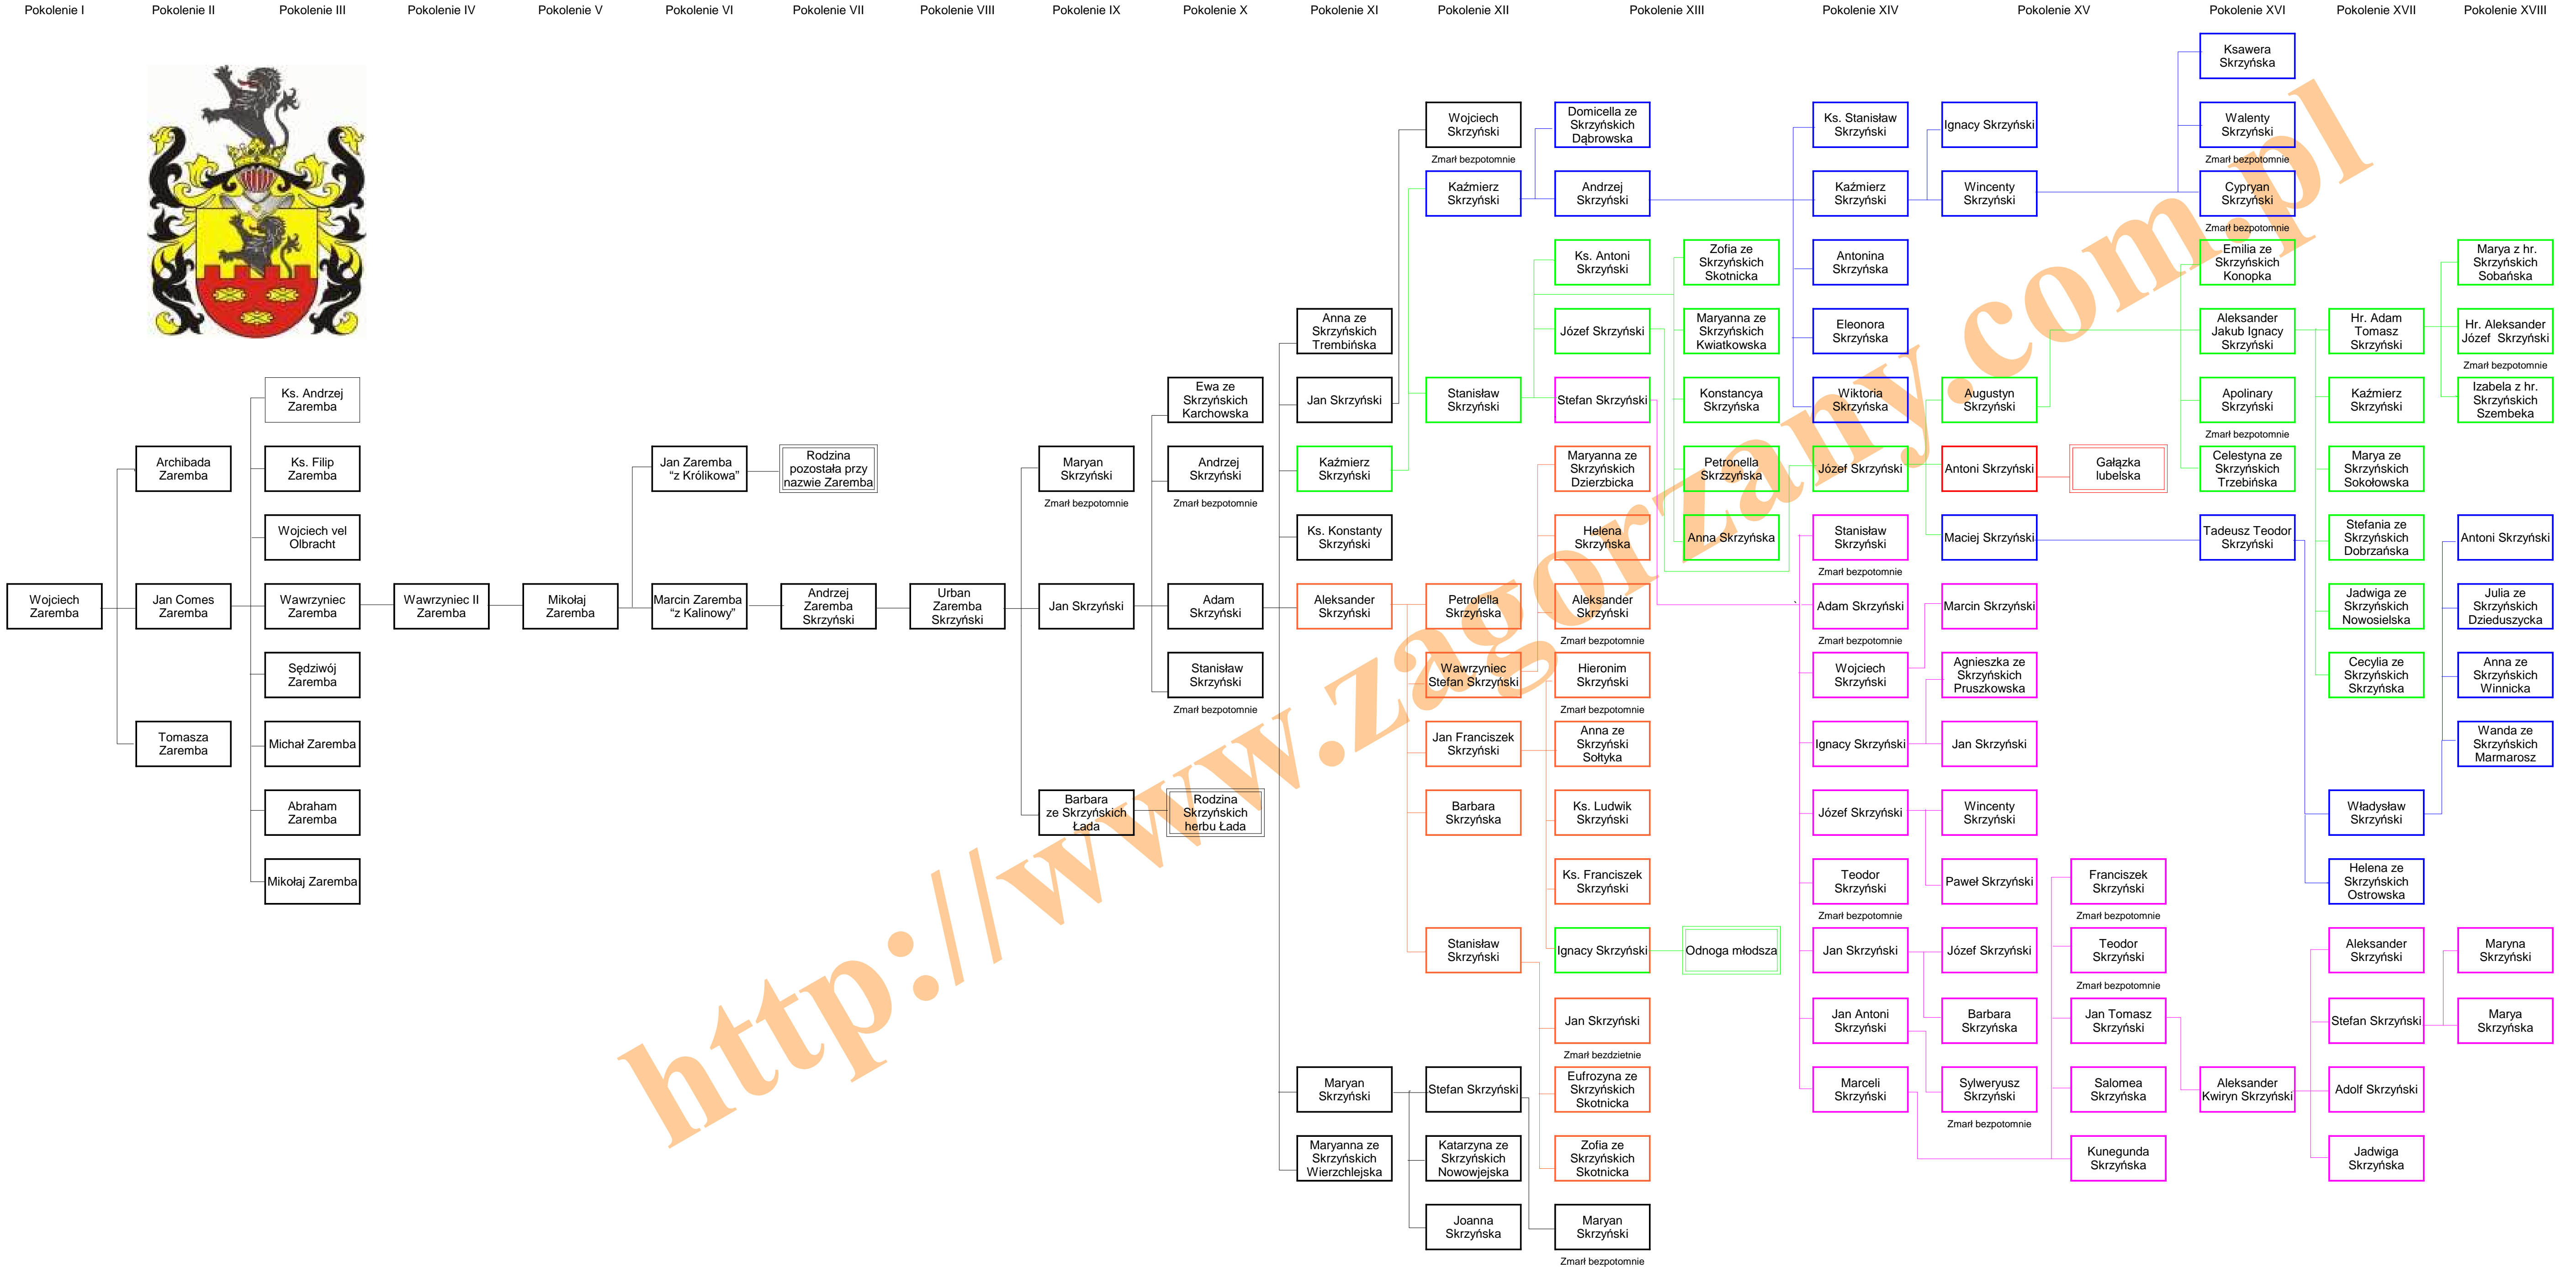 Pokolenie I
Pokolenie II
Pokolenie III
Pokolenie IV
Pokolenie V
Pokolenie VI
Pokolenie VII
Pokolenie VIII
Pokolenie IX
Pokolenie X
Pokolenie XI
Pokolenie XII
Pokolenie XIII
Pokolenie XIV
Pokolenie XV
Pokolenie XVI
Pokolenie XVII
Pokolenie XVIII
Wojciech
Zaremba
Archibada
Zaremba
Jan Comes
Zaremba
Tomasza
Zaremba
Ks. Andrzej
Zaremba
Ks. Filip
Zaremba
Wojciech vel
Olbracht
Wawrzyniec
Zaremba
Sędziwój
Zaremba
Michał Zaremba
Abraham
Zaremba
Mikołaj Zaremba
Wawrzyniec II
Zaremba
Mikołaj
Zaremba
Jan Zaremba
“z Królikowa”
Marcin Zaremba
“z Kalinowy”
Rodzina
pozostała przy
nazwie Zaremba
Andrzej
Zaremba
Skrzyński
Urban
Zaremba
Skrzyński
Maryan
Skrzyński
Zmarł bezpotomnie
Jan Skrzyński
Barbara
ze Skrzyńskich
Łada
Ewa ze
Skrzyńskich
Karchowska
Andrzej
Skrzyński
Zmarł bezpotomnie
Adam
Skrzyński
Stanisław
Skrzyński
Zmarł bezpotomnie
Rodzina
Skrzyńskich
herbu Łada
Anna ze
Skrzyńskich
Trembińska
Jan Skrzyński
Kaźmierz
Skrzyński
Ks. Konstanty
Skrzyński
Aleksander
Skrzyński
Maryan
Skrzyński
Maryanna ze
Skrzyńskich
Wierzchlejska
Wojciech
Skrzyński
Zmarł bezpotomnie
Kaźmierz
Skrzyński
Stanisław
Skrzyński
Petrolella
Skrzyńska
Wawrzyniec
Stefan Skrzyński
Jan Franciszek
Skrzyński
Barbara
Skrzyńska
Stanisław
Skrzyński
Stefan Skrzyński
Katarzyna ze
Skrzyńskich
Nowowjejska
Joanna
Skrzyńska
Domicella ze
Skrzyńskich
Dąbrowska
Andrzej
Skrzyński
Ks. Antoni
Skrzyński
Józef Skrzyński
Stefan Skrzyński
Maryanna ze
Skrzyńskich
Dzierzbicka
Helena
Skrzyńska
Aleksander
Skrzyński
Zmarł bezpotomnie
Hieronim
Skrzyński
Zmarł bezpotomnie
Anna ze
Skrzyński
Sołtyka
Ks. Ludwik
Skrzyński
Ks. Franciszek
Skrzyński
Ignacy Skrzyński
Jan Skrzyński
Zmarł bezdzietnie
Eufrozyna ze
Skrzyńskich
Skotnicka
Zofia ze
Skrzyńskich
Skotnicka
Maryan
Skrzyński
Zmarł bezpotomnie
Zofia ze
Skrzyńskich
Skotnicka
Maryanna ze
Skrzyńskich
Kwiatkowska
Konstancya
Skrzyńska
Petronella
Skrzzyńska
Anna Skrzyńska
Odnoga młodsza
Ks. Stanisław
Skrzyński
Kaźmierz
Skrzyński
Antonina
Skrzyńska
Eleonora
Skrzyńska
Wiktoria
Skrzyńska
Józef Skrzyński
Stanisław
Skrzyński
Zmarł bezpotomnie
Adam Skrzyński
Zmarł bezpotomnie
Wojciech
Skrzyński
Ignacy Skrzyński
Józef Skrzyński
Teodor
Skrzyński
Zmarł bezpotomnie
Jan Skrzyński
Jan Antoni
Skrzyński
Marceli
Skrzyński
Ignacy Skrzyński
Wincenty
Skrzyński
Augustyn
Skrzyński
Antoni Skrzyński
Maciej Skrzyński
Marcin Skrzyński
Agnieszka ze
Skrzyńskich
Pruszkowska
Jan Skrzyński
Wincenty
Skrzyński
Paweł Skrzyński
Józef Skrzyński
Barbara
Skrzyńska
Sylweryusz
Skrzyński
Zmarł bezpotomnie
Gałązka
lubelska
Franciszek
Skrzyński
Zmarł bezpotomnie
Teodor
Skrzyński
Zmarł bezpotomnie
Jan Tomasz
Skrzyński
Salomea
Skrzyńska
Kunegunda
Skrzyńska
Ksawera
Skrzyńska
Walenty
Skrzyński
Zmarł bezpotomnie
Cypryan
Skrzyński
Zmarł bezpotomnie
Emilia ze
Skrzyńskich
Konopka
Aleksander
Jakub Ignacy
Skrzyński
Apolinary
Skrzyński
Zmarł bezpotomnie
Celestyna ze
Skrzyńskich
Trzebińska
Tadeusz Teodor
Skrzyński
Aleksander
Kwiryn Skrzyński
Hr. Adam
Tomasz
Skrzyński
Kaźmierz
Skrzyński
Marya ze
Skrzyńskich
Sokołowska
Stefania ze
Skrzyńskich
Dobrzańska
Jadwiga ze
Skrzyńskich
Nowosielska
Cecylia ze
Skrzyńskich
Skrzyńska
Władysław
Skrzyński
Helena ze
Skrzyńskich
Ostrowska
Aleksander
Skrzyński
Stefan Skrzyński
Adolf Skrzyński
Jadwiga
Skrzyńska
Marya z hr.
Skrzyńskich
Sobańska
Hr. Aleksander
Józef Skrzyński
Zmarł bezpotomnie
Izabela z hr.
Skrzyńskich
Szembeka
Antoni Skrzyński
Julia ze
Skrzyńskich
Dzieduszycka
Anna ze
Skrzyńskich
Winnicka
Wanda ze
Skrzyńskich
Marmarosz
Maryna
Skrzyński
Marya
Skrzyńska
http://www.zagorzany.com.pl